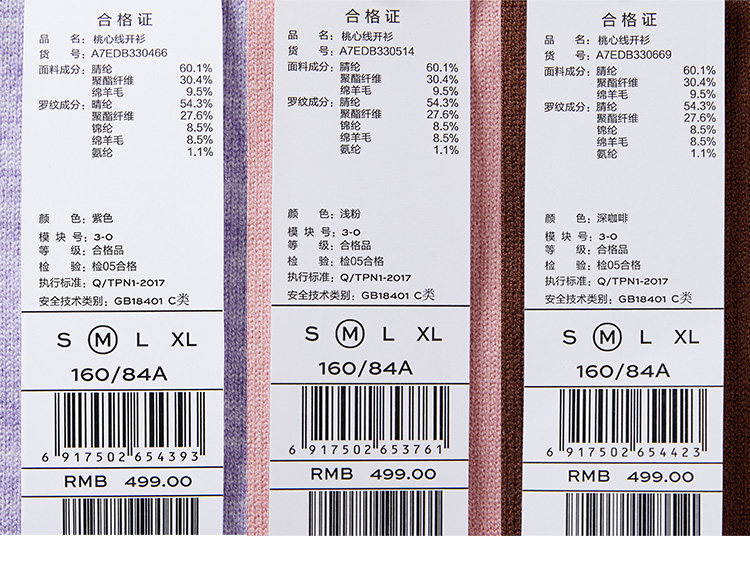 合格证
品 名：桃心线开衫
货 号：A7EDB330466
面料成分：腈纶 60.1%
聚酯纤维 30.4%
绵羊毛 9.5%
罗纹成分：腈纶 54.3%
聚酯纤维 27.6%
锦纶 8.5%
绵羊毛 8.5%
氨纶 1.1%
颜 色：紫色
模 块 号：3-0
等 级：合格品
检 验：检05合格
执行标准：Q/TPN1-2017
安全技术类别：GB18401 C类
S M L XL
160/84A
6 917502 654393
RMB 499.00
合格证
品 名：桃心线开衫
货 号：A7EDB330514
面料成分：腈纶 60.1%
聚酯纤维 30.4%
绵羊毛 9.5%
罗纹成分：腈纶 54.3%
聚酯纤维 27.6%
锦纶 8.5%
绵羊毛 8.5%
氨纶 1.1%
颜 色：浅粉
模 块 号：3-0
等 级：合格品
检 验：检05合格
执行标准：Q/TPN1-2017
安全技术类别：GB18401 C类
S M L XL
160/84A
6 917502 653761
RMB 499.00
合格证
品 名：桃心线开衫
货 号：A7EDB330669
面料成分：腈纶 60.1%
聚酯纤维 30.4%
绵羊毛 9.5%
罗纹成分：腈纶 54.3%
聚酯纤维 27.6%
锦纶 8.5%
绵羊毛 8.5%
氨纶 1.1%
颜 色：深咖啡
模 块 号：3-0
等 级：合格品
检 验：检05合格
执行标准：Q/TPN1-2017
安全技术类别：GB18401 C类
S M L XL
160/84A
6 917502 654423
RMB 499.00